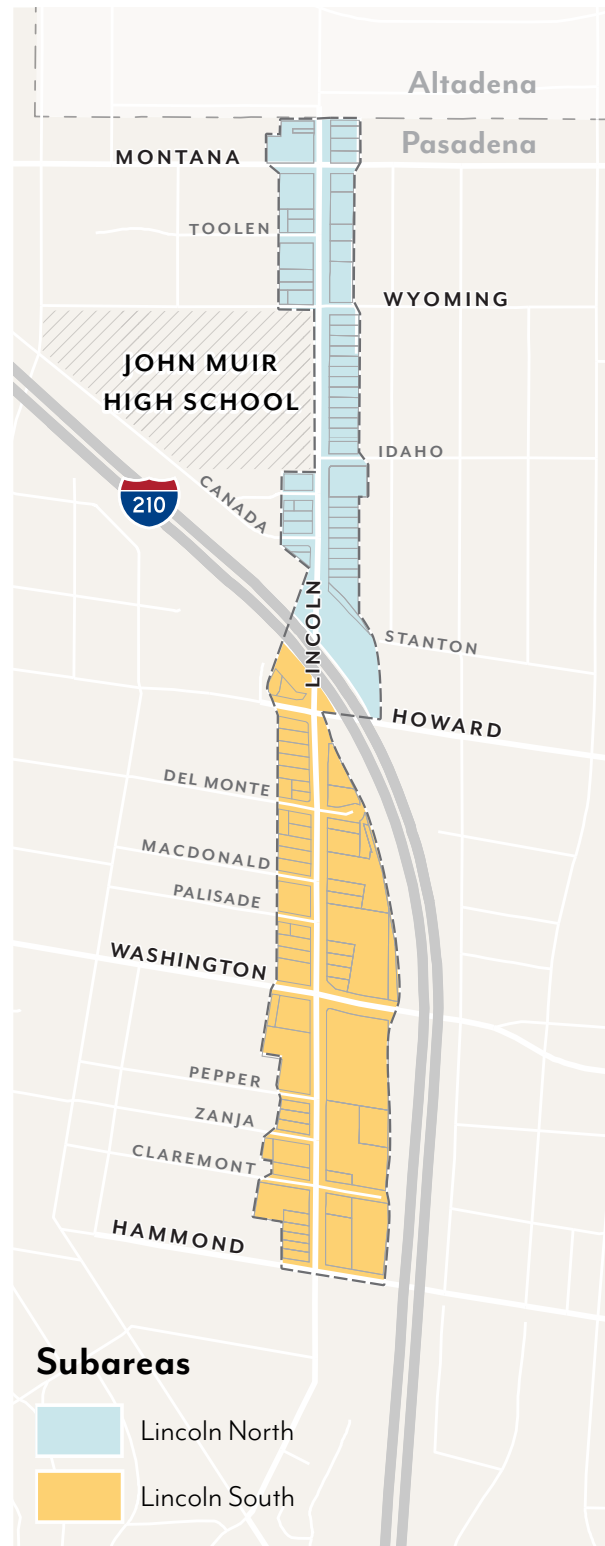 Altadena
Pasadena
MONTANA
TOOLEN
WYOMING
JOHN MUIR
HIGH SCHOOL
IDAHO
CANADA
210
LINCOLN
STANTON
HOWARD
DEL MONTE
MACDONALD
PALISADE
WASHINGTON
PEPPER
ZANJA
CLAREMONT
HAMMOND
Subareas
Lincoln North
Lincoln South